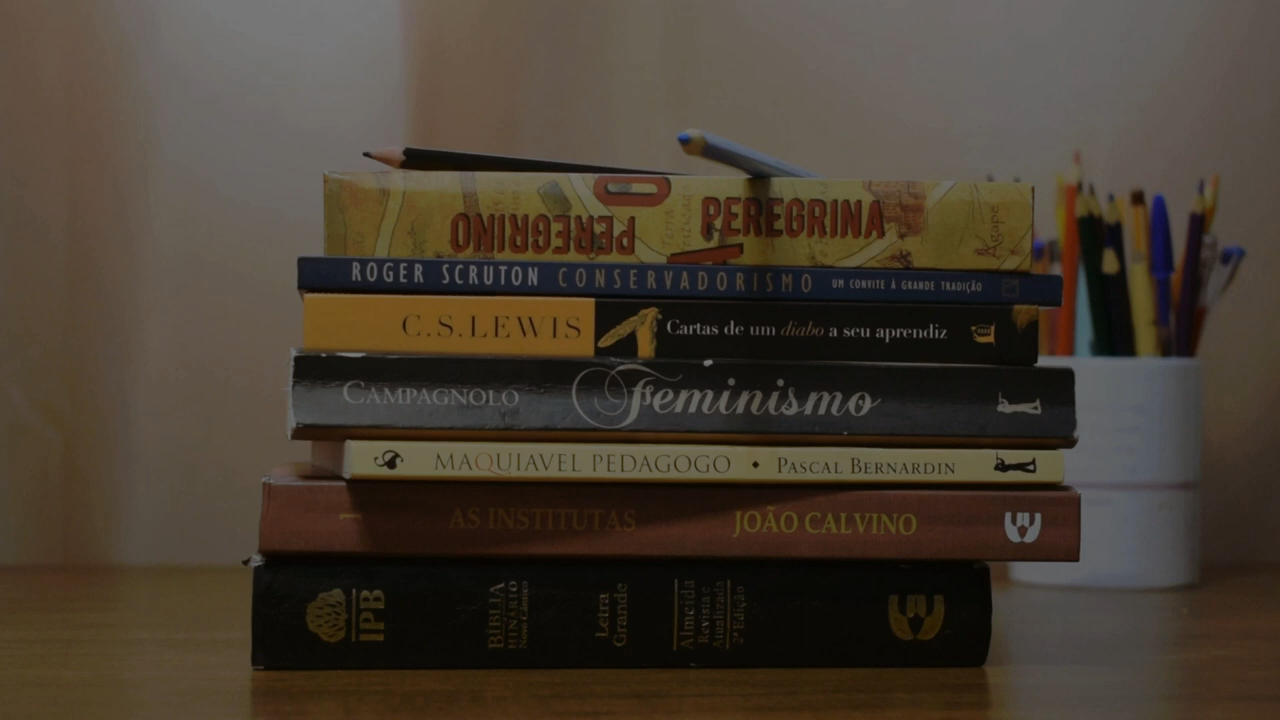 O
PEREGRINO
A
PEREGRINA
Ágape
ROGER SCRUTON CONSERVADORISMO UM CONVITE À GRANDE TRADIÇÃO
C.S.LEWIS Cartas de um diabo a seu aprendiz
CAMPAGNOLO Feminismo
MAQUIAVEL PEDAGOGO ♦ PASCAL BERNARDIN
1 AS INSTITUTAS JOÃO CALVINO
IPB
BÍBLIA
HINÁRIO
Novo Cântico
Letra
Grande
Almeida
Revista e
Atualizada
2ª Edição